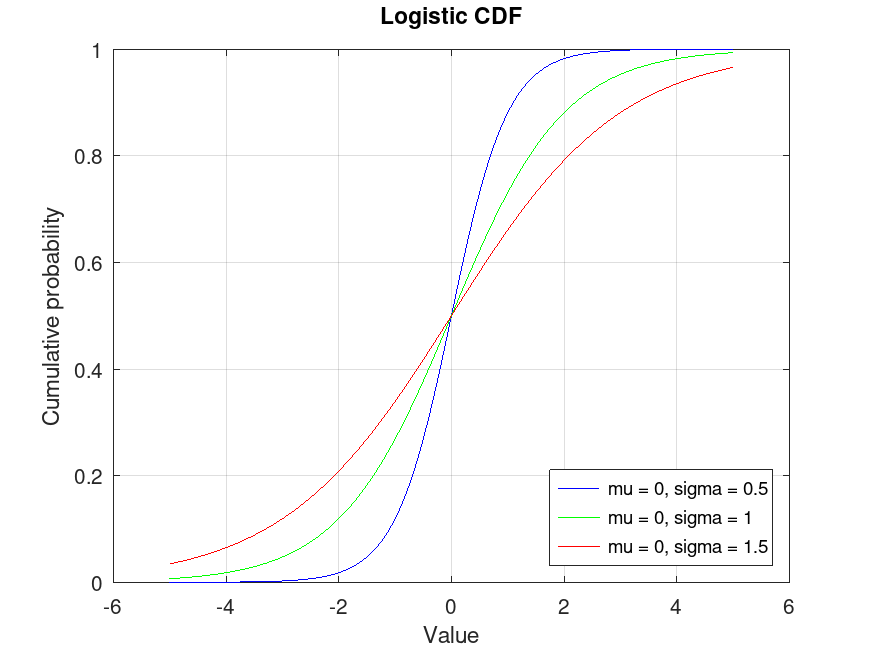 Logistic CDF
1
0.8
0.6
0.4
0.2
0
Cumulative probability
mu = 0, sigma = 0.5
mu = 0, sigma = 1
mu = 0, sigma = 1.5
-6 -4 -2 0 2 4 6
Value